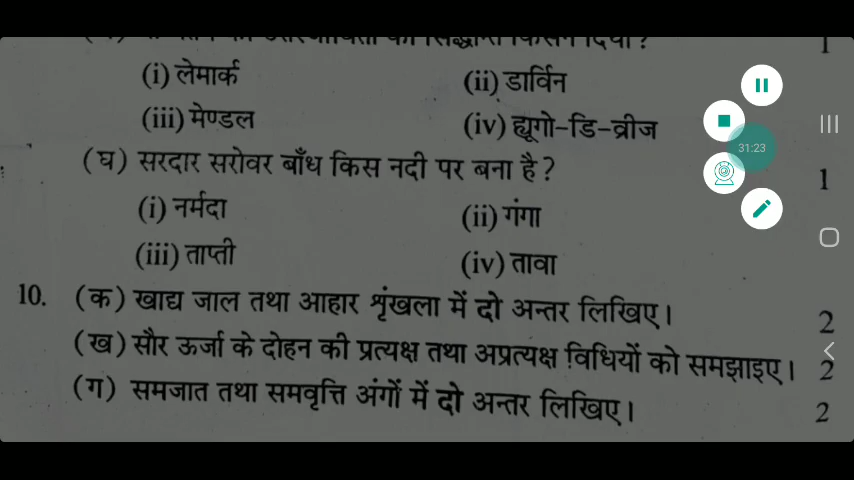 सिद्धान्त किसने दिया? 1
(i) लेमार्क (ii) डार्विन
(iii) मेण्डल (iv) ह्यूगो-डि-व्रीज
(घ) सरदार सरोवर बाँध किस नदी पर बना है? 1
(i) नर्मदा (ii) गंगा
(iii) ताप्ती (iv) तावा
10. (क) खाद्य जाल तथा आहार शृंखला में दो अन्तर लिखिए। 2
(ख) सौर ऊर्जा के दोहन की प्रत्यक्ष तथा अप्रत्यक्ष विधियों को समझाइए। 2
(ग) समजात तथा समवृत्ति अंगों में दो अन्तर लिखिए। 2
31:23